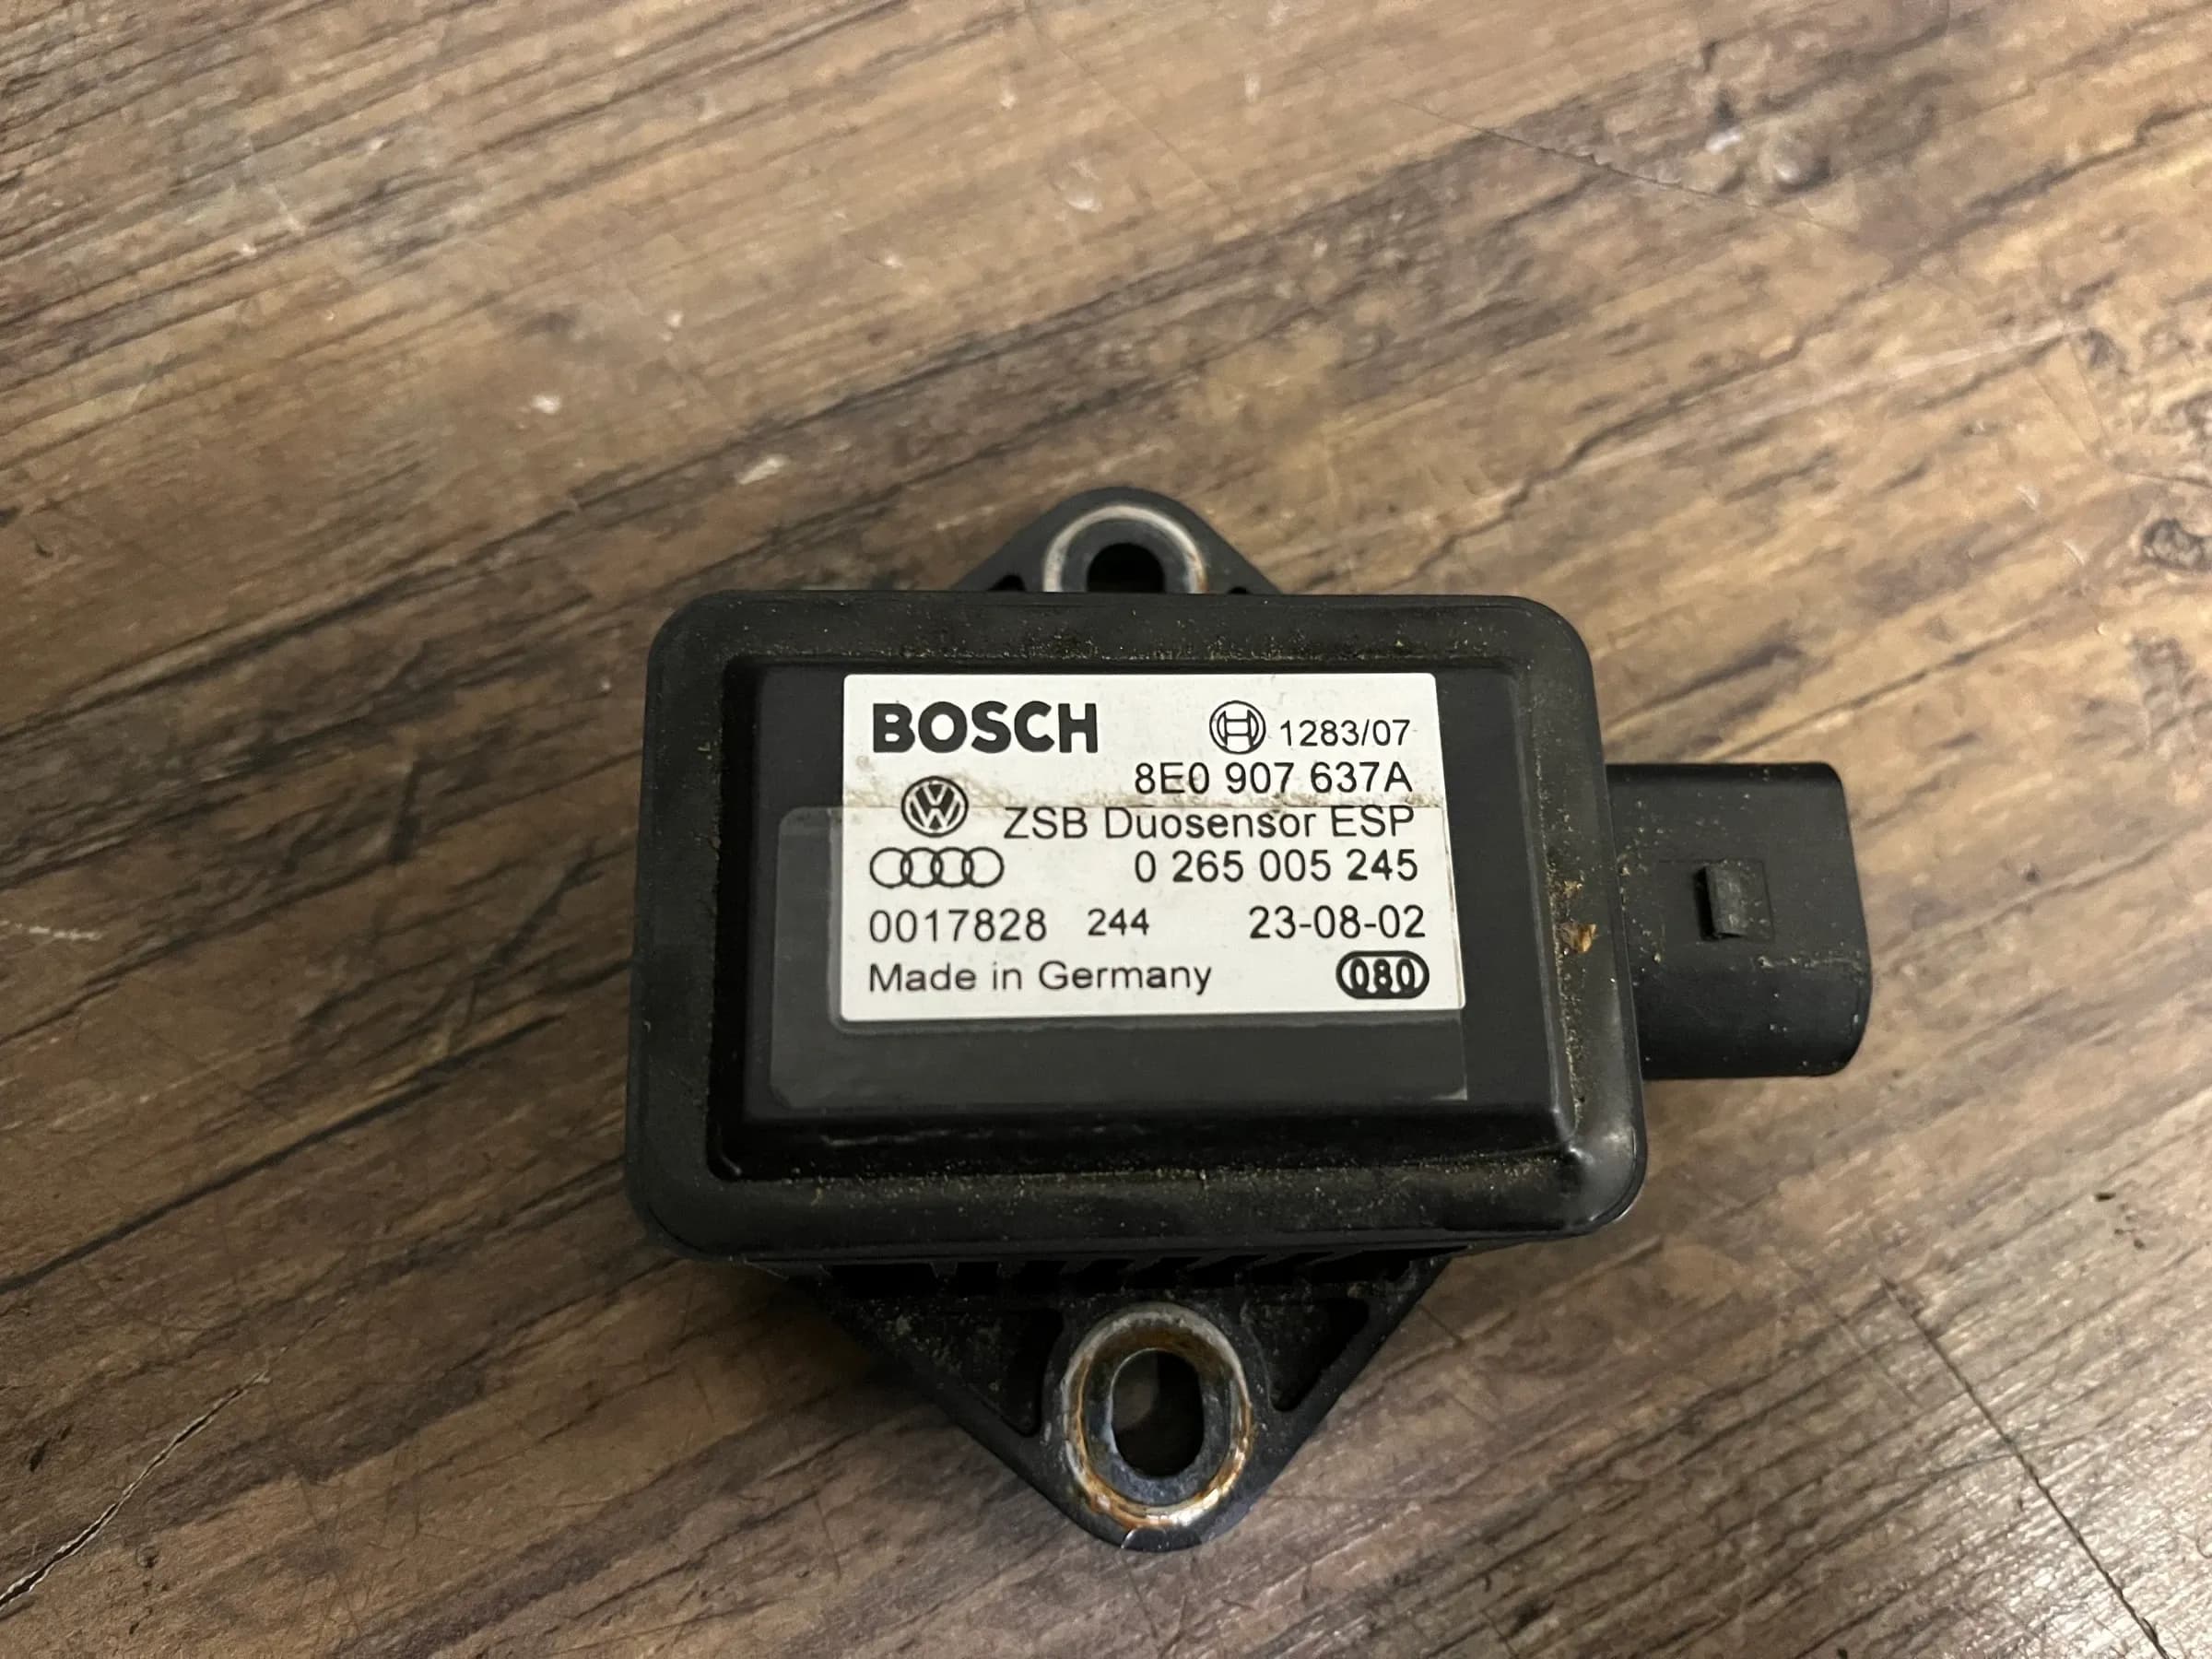 BOSCH 1283/07
8E0 907 637A
ZSB Duosensor ESP
0 265 005 245
0017828 244 23-08-02
Made in Germany 080